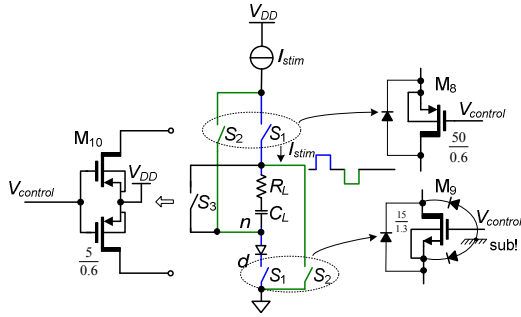 V_DD
I_stim
M_8
V_control
50
0.6
S_2
S_1
I_stim
M_10
V_DD
V_control
S_3
R_L
C_L
n
5
0.6
d
S_1
S_2
M_9
15
1.3
V_control
sub!